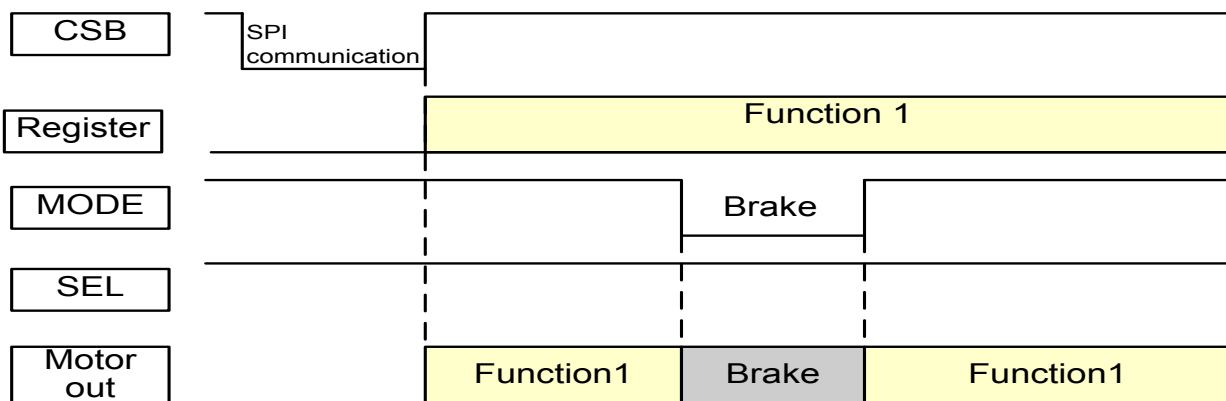 CSB
SPI
communication
Register
Function 1
MODE
Brake
SEL
Motor
out
Function1
Brake
Function1